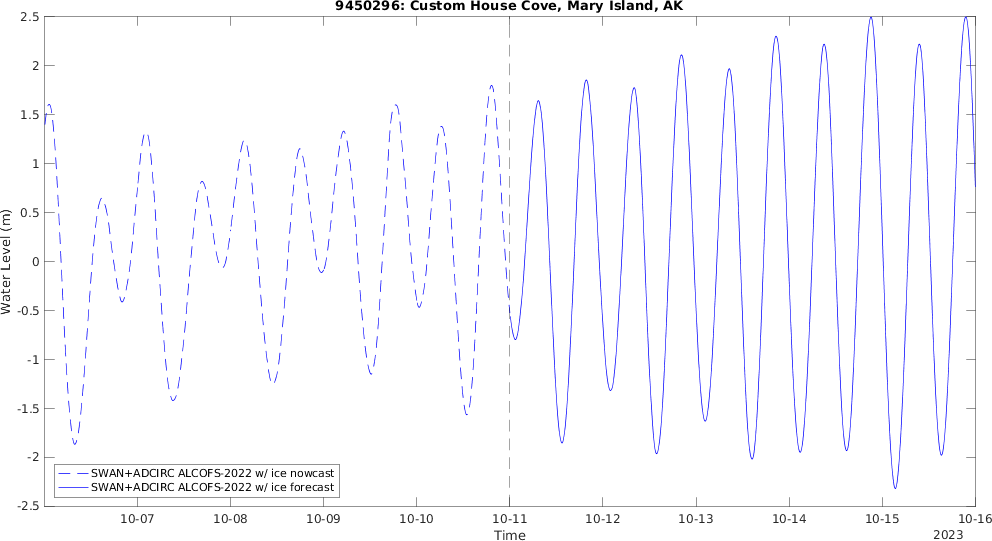 9450296: Custom House Cove, Mary Island, AK
2.5
2
1.5
1
0.5
0
-0.5
-1
-1.5
-2
-2.5
Water Level (m)
SWAN+ADCIRC ALCOFS-2022 w/ ice nowcast
SWAN+ADCIRC ALCOFS-2022 w/ ice forecast
10-07 10-08 10-09 10-10 10-11 10-12 10-13 10-14 10-15 10-16
Time
2023